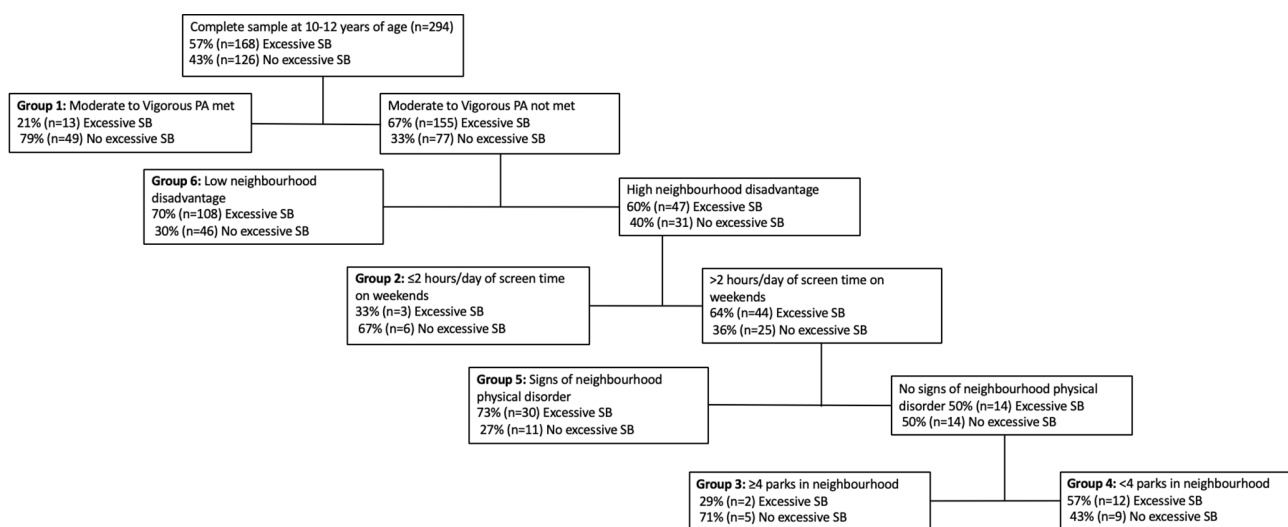 Complete sample at 10-12 years of age (n=294)
57% (n=168) Excessive SB
43% (n=126) No excessive SB
Group 1: Moderate to Vigorous PA met
21% (n=13) Excessive SB
79% (n=49) No excessive SB
Moderate to Vigorous PA not met
67% (n=155) Excessive SB
33% (n=77) No excessive SB
Group 6: Low neighbourhood
disadvantage
70% (n=108) Excessive SB
30% (n=46) No excessive SB
High neighbourhood disadvantage
60% (n=47) Excessive SB
40% (n=31) No excessive SB
Group 2: ≤2 hours/day of screen time
on weekends
33% (n=3) Excessive SB
67% (n=6) No excessive SB
>2 hours/day of screen time on
weekends
64% (n=44) Excessive SB
36% (n=25) No excessive SB
Group 5: Signs of neighbourhood
physical disorder
73% (n=30) Excessive SB
27% (n=11) No excessive SB
No signs of neighbourhood physical
disorder 50% (n=14) Excessive SB
50% (n=14) No excessive SB
Group 3: ≥4 parks in neighbourhood
29% (n=2) Excessive SB
71% (n=5) No excessive SB
Group 4: <4 parks in neighbourhood
57% (n=12) Excessive SB
43% (n=9) No excessive SB